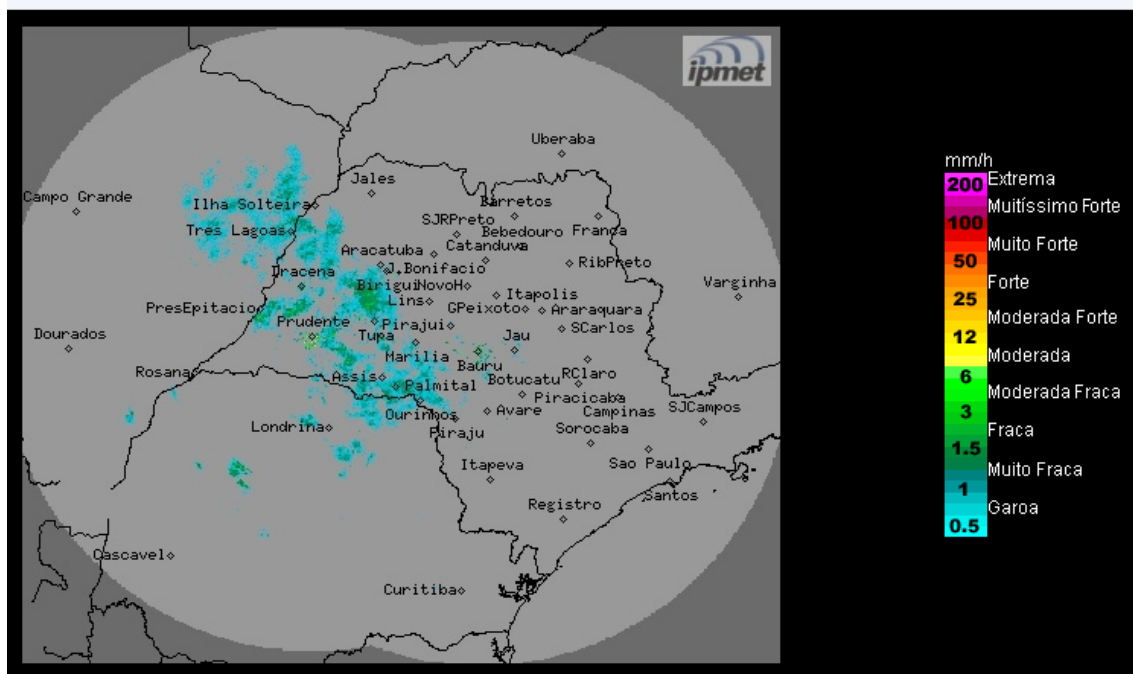 ipmet
Uberaba
Campo Grande
Jales
Ilha Solteira
Barretos
SJRPreto
Tres Lagoas
Bebedouro
Franca
Aracatuba
Catanduva
Dracena
J.Bonifacio
RibPreto
Birigui
NovoH
Varginha
PresEpitacio
Lins
Itapolis
GPeixoto
Araraquara
Prudente
Pirajui
SCarlos
Dourados
Tupa
Jau
Marilia
Bauru
Rosana
Assis
Palmital
Botucatu
RClaro
Piracicaba
Ourinhos
Avare
Campinas
SJCampos
Londrina
Piraju
Sorocaba
Itapeva
Sao Paulo
Santos
Registro
Cascavel
Curitiba
mm/h
200 Extrema
Muitíssimo Forte
100
Muito Forte
50
Forte
25
Moderada Forte
12
Moderada
6
Moderada Fraca
3
Fraca
1.5
Muito Fraca
1
Garoa
0.5